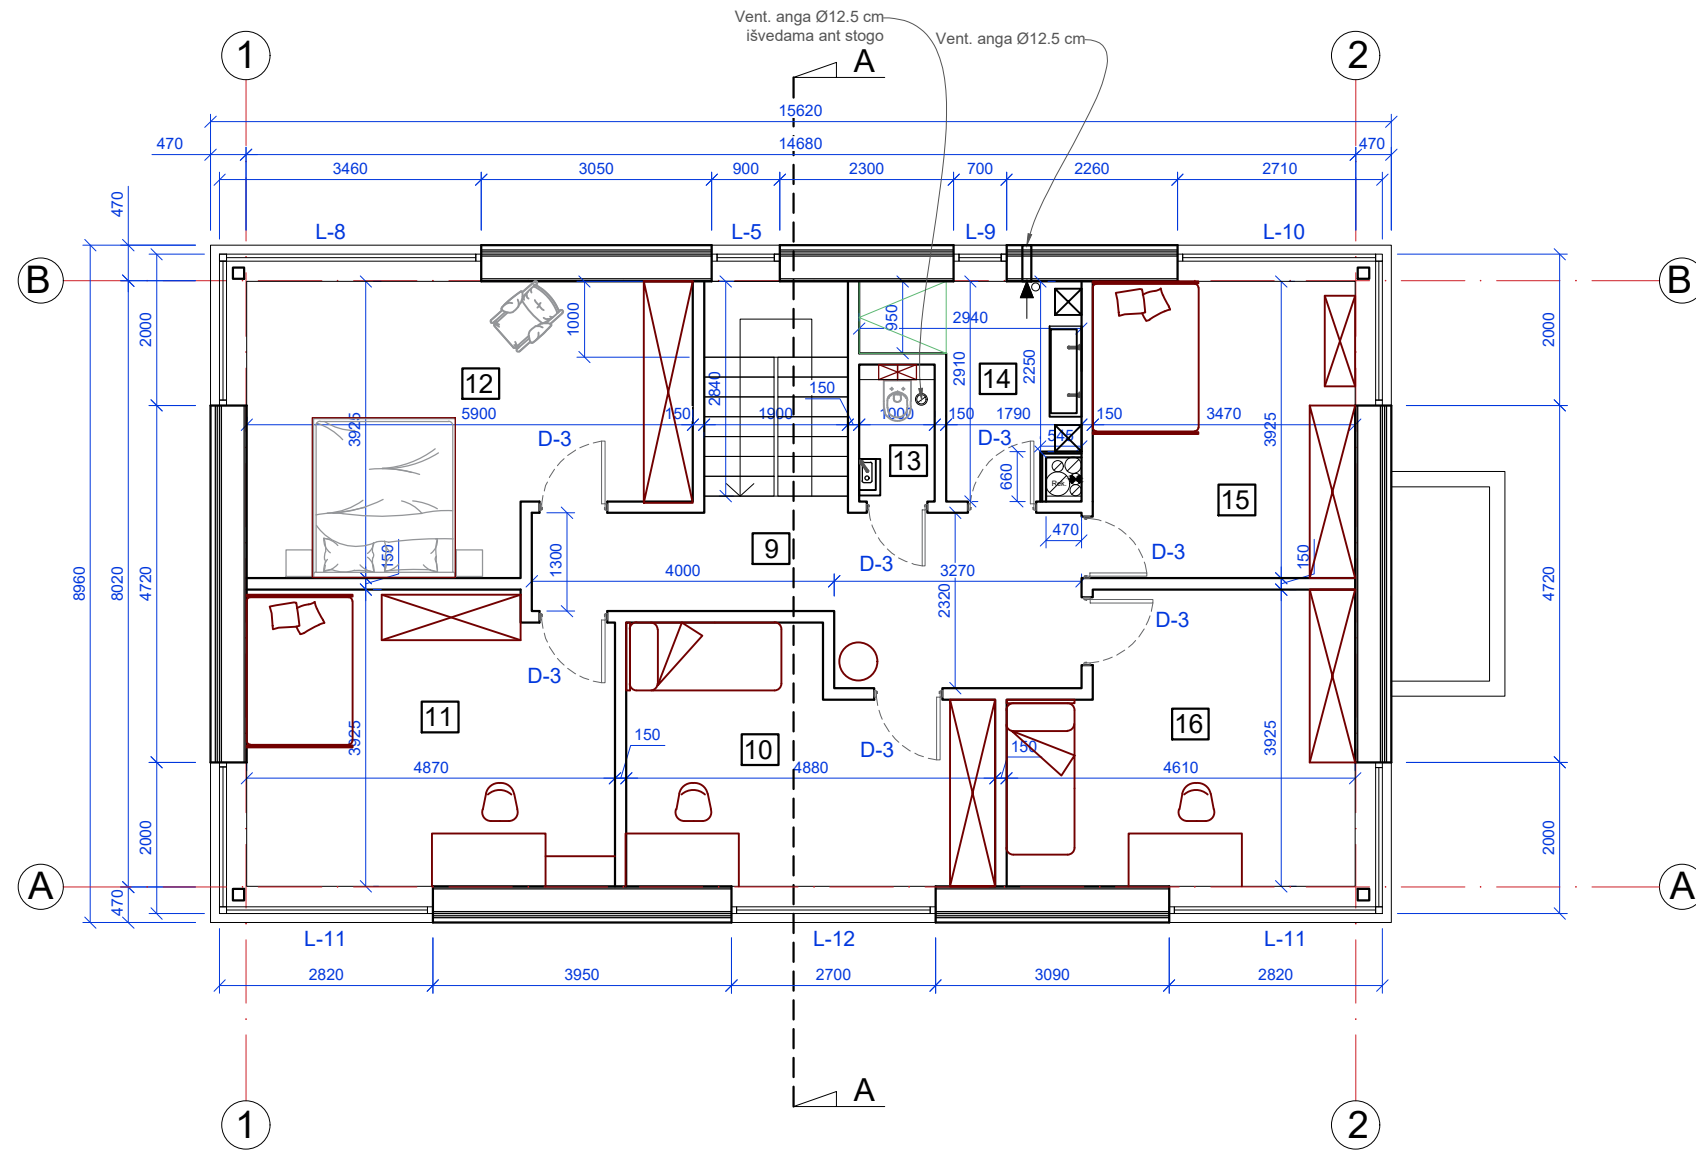 Vent. anga Ø12.5 cm
išvedama ant stogo
Vent. anga Ø12.5 cm
1
A
2
15620
470
14680
470
3460
3050
900
2300
700
2260
2710
470
L-8
L-5
L-9
L-10
B
B
2000
1000
950
2940
2000
12
2840
2910
14
2250
150
3925
5900
150
1900
1000
150
1790
150
3470
3925
D-3
D-3
545
13
660
Rek.
15
470
150
1300
9
D-3
D-3
150
8960
8020
4720
4000
3270
2320
4720
D-3
D-3
11
10
16
3925
150
D-3
150
3925
4870
4880
4610
2000
2000
A
A
470
L-11
L-12
L-11
2820
3950
2700
3090
2820
A
1
2